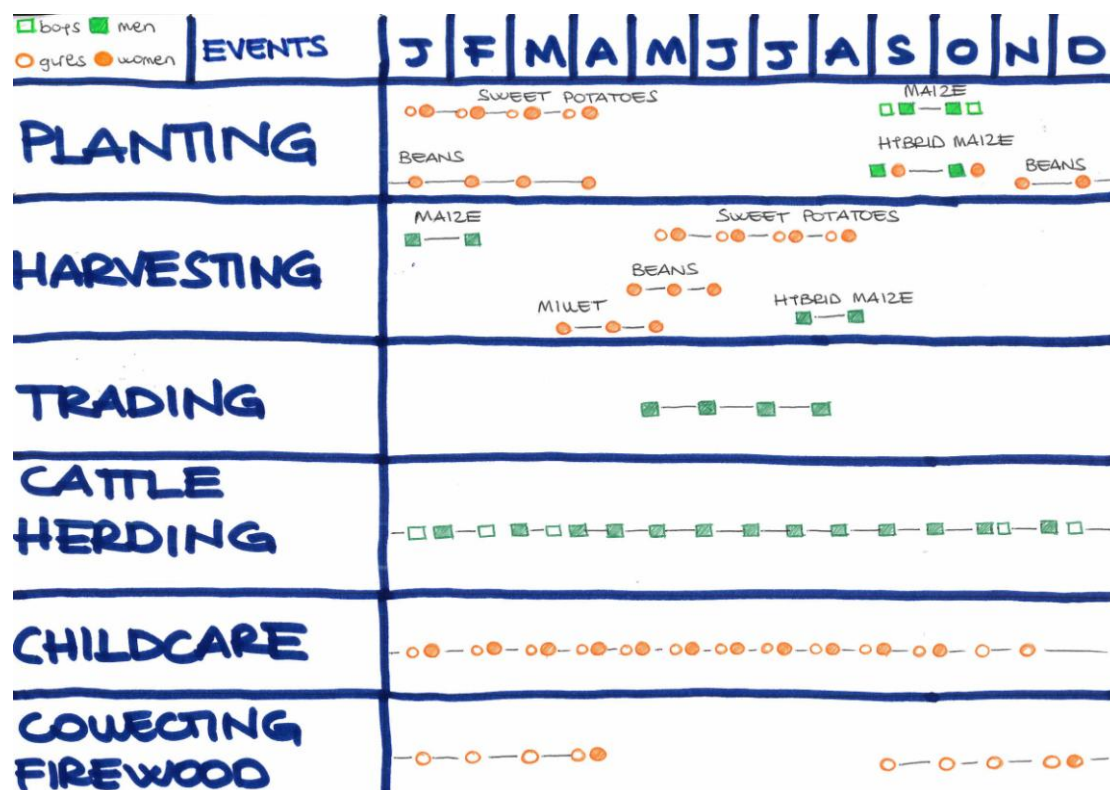 boys men
girls women
EVENTS
J F M A M J J A S O N D
PLANTING
SWEET POTATOES
MAIZE
HYBRID MAIZE
BEANS
BEANS
HARVESTING
MAIZE
SWEET POTATOES
BEANS
MILLET
HYBRID MAIZE
TRADING
CATTLE
HERDING
CHILDCARE
COLLECTING
FIREWOOD